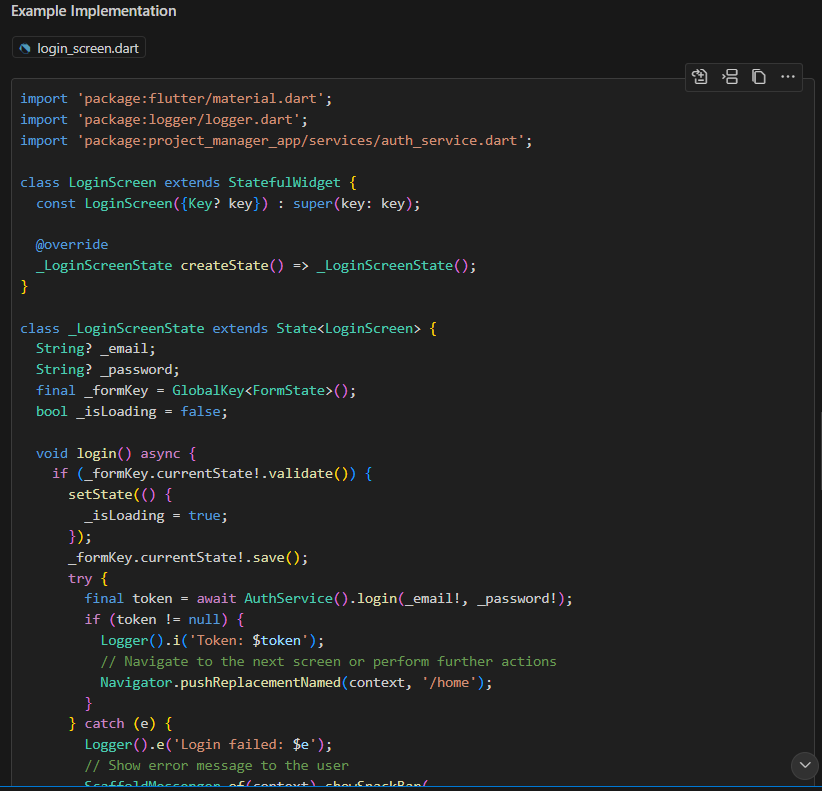 Example Implementation
login_screen.dart
import 'package:flutter/material.dart';
import 'package:logger/logger.dart';
import 'package:project_manager_app/services/auth_service.dart';
class LoginScreen extends StatefulWidget {
  const LoginScreen({Key? key}) : super(key: key);
  @override
  _LoginScreenState createState() => _LoginScreenState();
}
class _LoginScreenState extends State<LoginScreen> {
  String? _email;
  String? _password;
  final _formKey = GlobalKey<FormState>();
  bool _isLoading = false;
  void login() async {
    if (_formKey.currentState!.validate()) {
      setState(() {
        _isLoading = true;
      });
      _formKey.currentState!.save();
      try {
        final token = await AuthService().login(_email!, _password!);
        if (token != null) {
          Logger().i('Token: $token');
          // Navigate to the next screen or perform further actions
          Navigator.pushReplacementNamed(context, '/home');
        }
      } catch (e) {
        Logger().e('Login failed: $e');
        // Show error message to the user
        ScaffoldMessenger.of(context).showSnackBar(